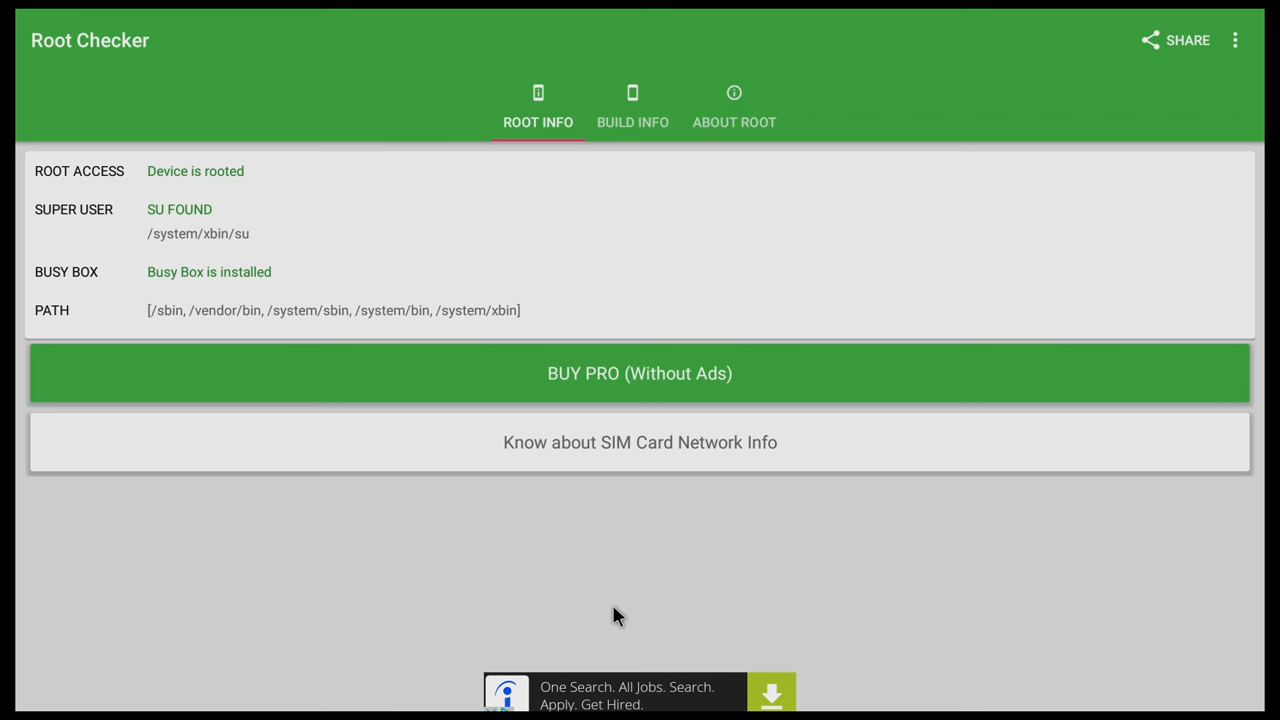 Root Checker
SHARE
ROOT INFO
BUILD INFO
ABOUT ROOT
ROOT ACCESS Device is rooted
SUPER USER SU FOUND
/system/xbin/su
BUSY BOX Busy Box is installed
PATH [/sbin, /vendor/bin, /system/sbin, /system/bin, /system/xbin]
BUY PRO (Without Ads)
Know about SIM Card Network Info
One Search. All Jobs. Search.
Apply. Get Hired.